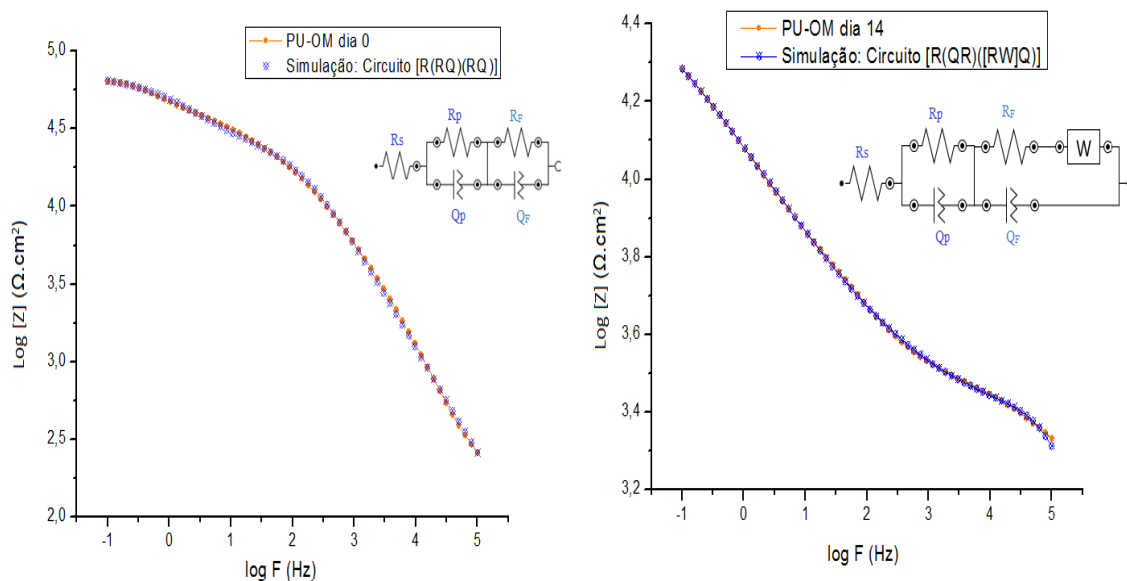 PU-OM dia 0
Simulação: Circuito [R(RQ)(RQ)]
5,0
4,5
4,0
3,5
3,0
2,5
2,0
Log [Z] (Ω.cm²)
-1 0 1 2 3 4 5
log F (Hz)
Rs
Rp
RF
Qp
QF
PU-OM dia 14
Simulação: Circuito [R(QR)([RW]Q)]
4,4
4,2
4,0
3,8
3,6
3,4
3,2
Log [Z] (Ω.cm²)
-1 0 1 2 3 4 5
log F (Hz)
Rs
Rp
RF
W
Qp
QF